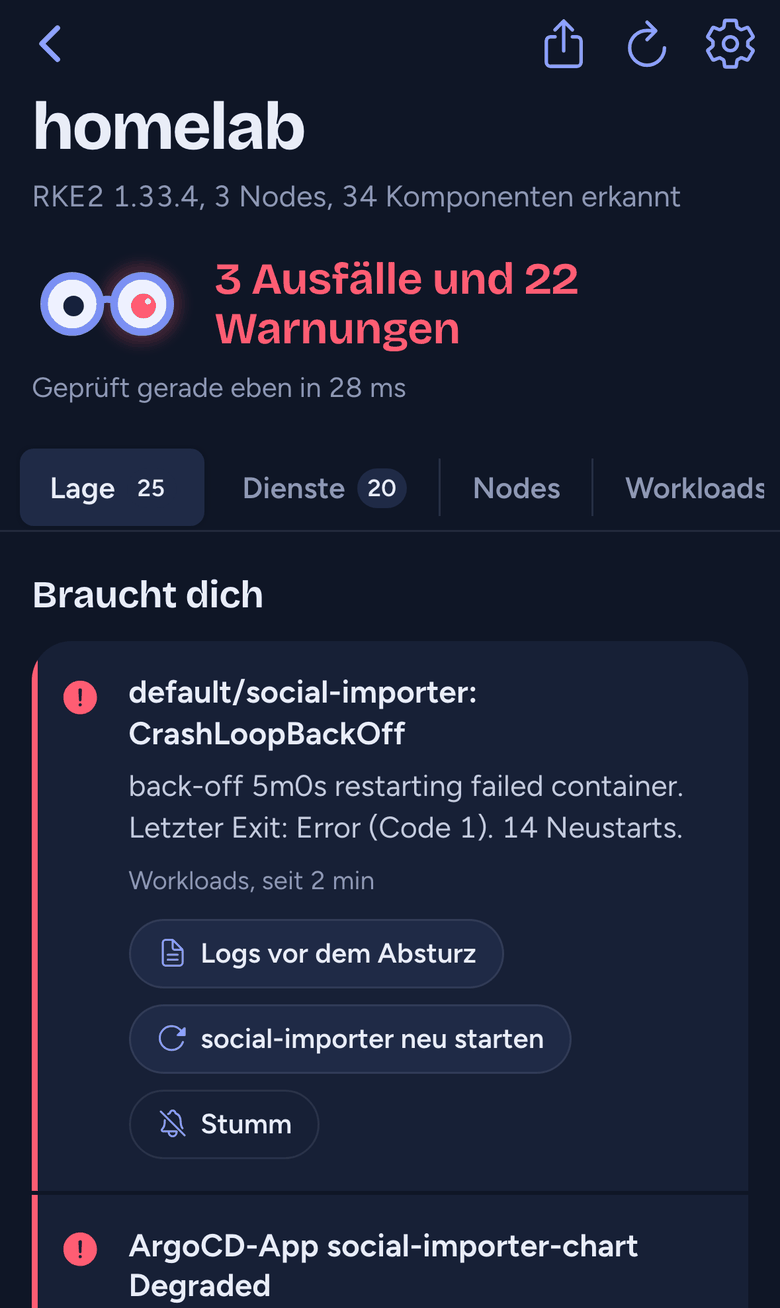 homelab
RKE2 1.33.4, 3 Nodes, 34 Komponenten erkannt
3 Ausfälle und 22
Warnungen
Geprüft gerade eben in 28 ms
Lage 25 Dienste 20 Nodes Workloads
Braucht dich
default/social-importer:
CrashLoopBackOff
back-off 5m0s restarting failed container.
Letzter Exit: Error (Code 1). 14 Neustarts.
Workloads, seit 2 min
Logs vor dem Absturz
social-importer neu starten
Stumm
ArgoCD-App social-importer-chart
Degraded